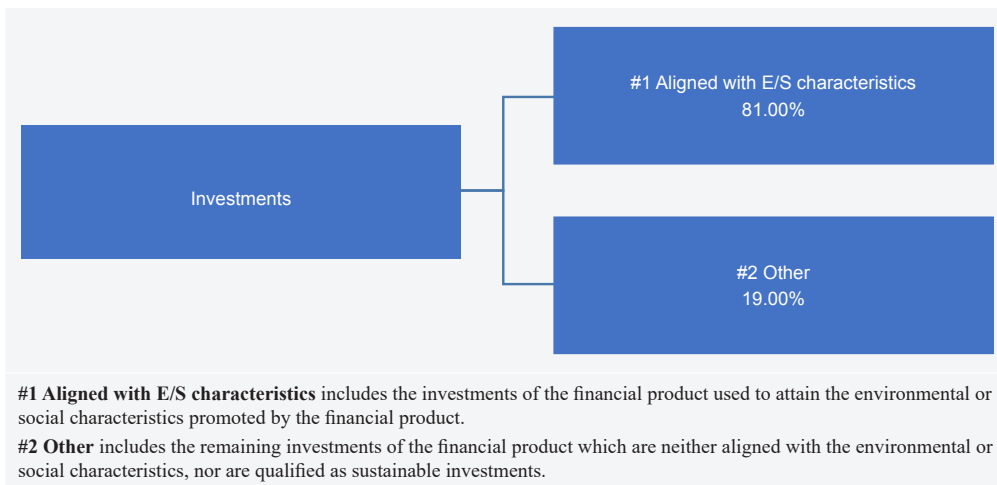 #1 Aligned with E/S characteristics
81.00%
Investments
#2 Other
19.00%
#1 Aligned with E/S characteristics includes the investments of the financial product used to attain the environmental or
social characteristics promoted by the financial product.
#2 Other includes the remaining investments of the financial product which are neither aligned with the environmental or
social characteristics, nor are qualified as sustainable investments.